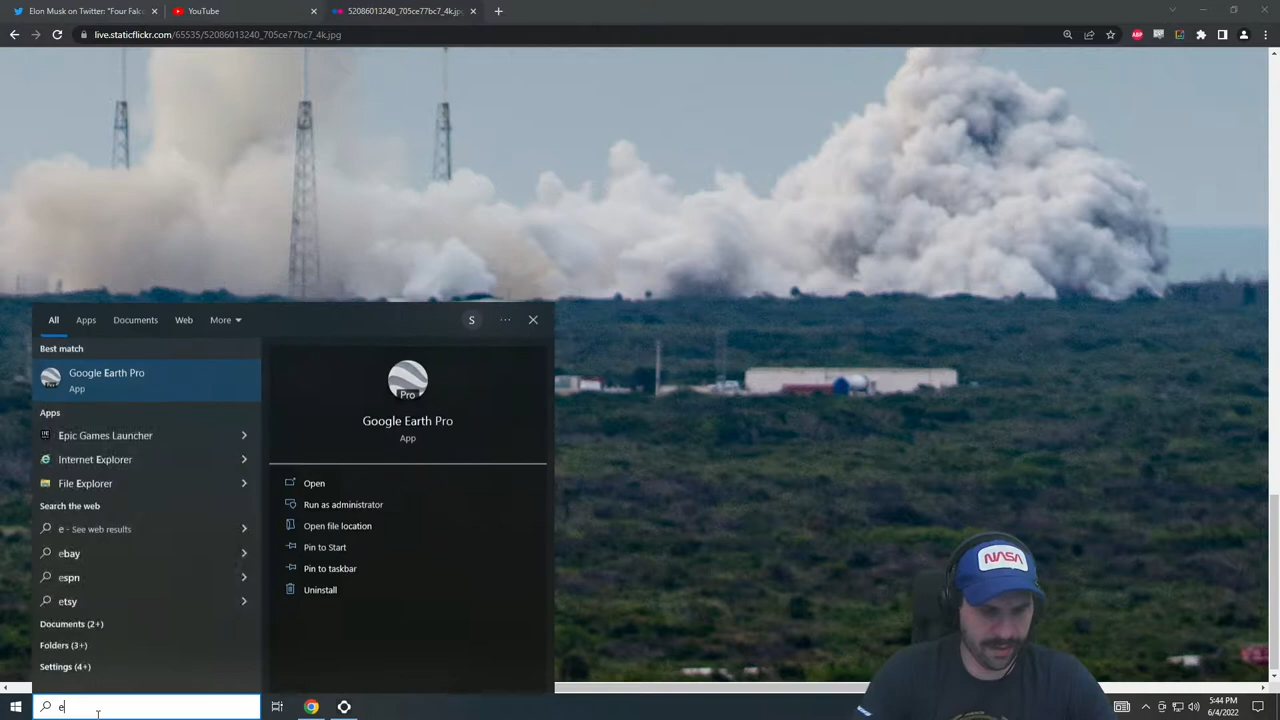 Elon Musk on Twitter: "Four Falco
YouTube
52086013240_705ce77bc7_4k.jpg
live.staticflickr.com/65535/52086013240_705ce77bc7_4k.jpg
ABP
All Apps Documents Web More
S
Best match
Google Earth Pro
App
Apps
Epic Games Launcher
Internet Explorer
File Explorer
Search the web
e - See web results
ebay
espn
etsy
Documents (2+)
Folders (3+)
Settings (4+)
Pro
Google Earth Pro
App
Open
Run as administrator
Open file location
Pin to Start
Pin to taskbar
Uninstall
NASA
e
5:44 PM
6/4/2022